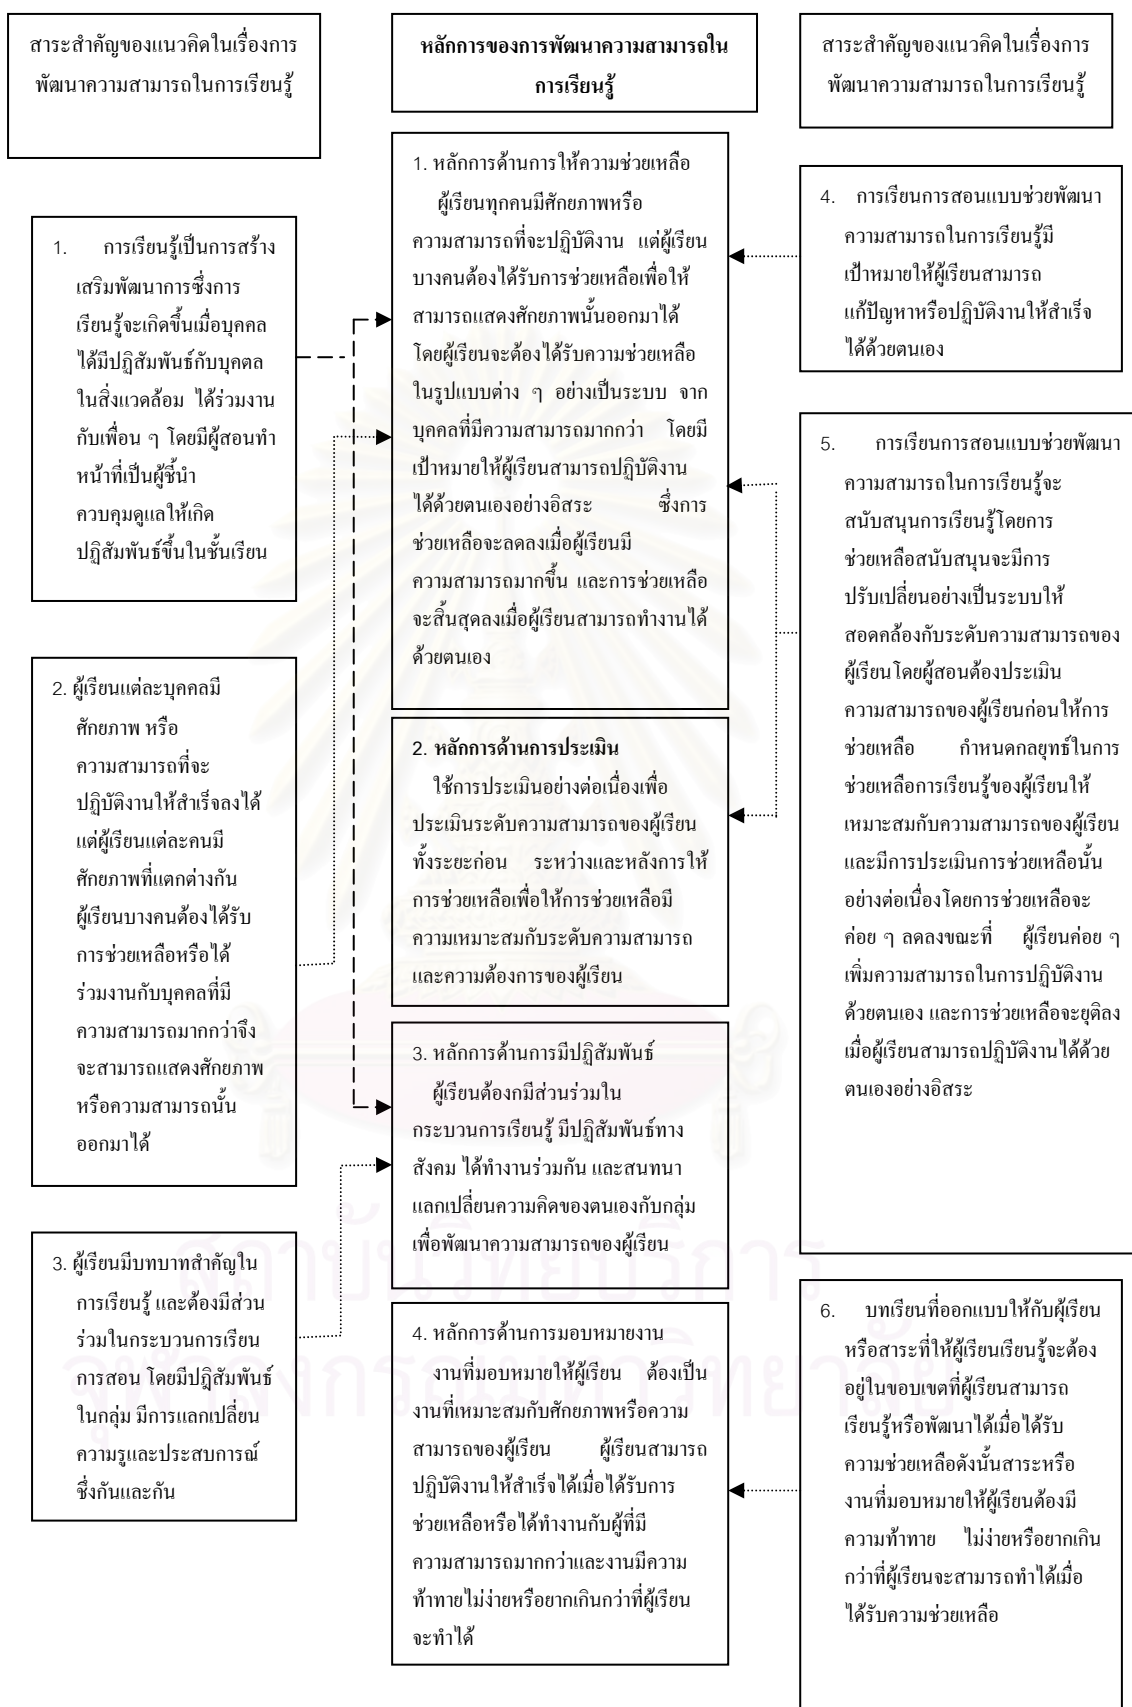 สาระสำคัญของแนวคิดในเรื่องการ
พัฒนาความสามารถในการเรียนรู้
หลักการของการพัฒนาความสามารถใน
การเรียนรู้
สาระสำคัญของแนวคิดในเรื่องการ
พัฒนาความสามารถในการเรียนรู้
1. การเรียนรู้เป็นการสร้าง
เสริมพัฒนาการซึ่งการ
เรียนรู้จะเกิดขึ้นเมื่อบุคคล
ได้มีปฏิสัมพันธ์กับบุคตล
ในสิ่งแวดล้อม ได้ร่วมงาน
กับเพื่อน ๆ โดยมีผู้สอนทำ
หน้าที่เป็นผู้ชี้นำ
ควบคุมดูแลให้เกิด
ปฏิสัมพันธ์ขึ้นในชั้นเรียน
2. ผู้เรียนแต่ละบุคคลมี
ศักยภาพ หรือ
ความสามารถที่จะ
ปฏิบัติงานให้สำเร็จลงได้
แต่ผู้เรียนแต่ละคนมี
ศักยภาพที่แตกต่างกัน
ผู้เรียนบางคนต้องได้รับ
การช่วยเหลือหรือได้
ร่วมงานกับบุคคลที่มี
ความสามารถมากกว่าจึง
จะสามารถแสดงศักยภาพ
หรือความสามารถนั้น
ออกมาได้
3. ผู้เรียนมีบทบาทสำคัญใน
การเรียนรู้ และต้องมีส่วน
ร่วมในกระบวนการเรียน
การสอน โดยมีปฎิสัมพันธ์
ในกลุ่ม มีการแลกเปลี่ยน
ความรูและประสบการณ์
ซึ่งกันและกัน
1. หลักการด้านการให้ความช่วยเหลือ
ผู้เรียนทุกคนมีศักยภาพหรือ
ความสามารถที่จะปฏิบัติงาน แต่ผู้เรียน
บางคนต้องได้รับการช่วยเหลือเพื่อให้
สามารถแสดงศักยภาพนั้นออกมาได้
โดยผู้เรียนจะต้องได้รับความช่วยเหลือ
ในรูปแบบต่าง ๆ อย่างเป็นระบบ จาก
บุคคลที่มีความสามารถมากกว่า โดยมี
เป้าหมายให้ผู้เรียนสามารถปฏิบัติงาน
ได้ด้วยตนเองอย่างอิสระ ซึ่งการ
ช่วยเหลือจะลดลงเมื่อผู้เรียนมี
ความสามารถมากขึ้น และการช่วยเหลือ
จะสิ้นสุดลงเมื่อผู้เรียนสามารถทำงานได้
ด้วยตนเอง
2. หลักการด้านการประเมิน
ใช้การประเมินอย่างต่อเนื่องเพื่อ
ประเมินระดับความสามารถของผู้เรียน
ทั้งระยะก่อน ระหว่างและหลังการให้
การช่วยเหลือเพื่อให้การช่วยเหลือมี
ความเหมาะสมกับระดับความสามารถ
และความต้องการของผู้เรียน
3. หลักการด้านการมีปฏิสัมพันธ์
ผู้เรียนต้องกมีส่วนร่วมใน
กระบวนการเรียนรู้ มีปฏิสัมพันธ์ทาง
สังคม ได้ทำงานร่วมกัน และสนทนา
แลกเปลี่ยนความคิดของตนเองกับกลุ่ม
เพื่อพัฒนาความสามารถของผู้เรียน
4. หลักการด้านการมอบหมายงาน
งานที่มอบหมายให้ผู้เรียน ต้องเป็น
งานที่เหมาะสมกับศักยภาพหรือความ
สามารถของผู้เรียน ผู้เรียนสามารถ
ปฏิบัติงานให้สำเร็จได้เมื่อได้รับการ
ช่วยเหลือหรือได้ทำงานกับผู้ที่มี
ความสามารถมากกว่าและงานมีความ
ท้าทายไม่ง่ายหรือยากเกินกว่าที่ผู้เรียน
จะทำได้
4. การเรียนการสอนแบบช่วยพัฒนา
ความสามารถในการเรียนรู้มี
เป้าหมายให้ผู้เรียนสามารถ
แก้ปัญหาหรือปฏิบัติงานให้สำเร็จ
ได้ด้วยตนเอง
5. การเรียนการสอนแบบช่วยพัฒนา
ความสามารถในการเรียนรู้จะ
สนับสนุนการเรียนรู้โดยการ
ช่วยเหลือสนับสนุนจะมีการ
ปรับเปลี่ยนอย่างเป็นระบบให้
สอดคล้องกับระดับความสามารถของ
ผู้เรียนโดยผู้สอนต้องประเมิน
ความสามารถของผู้เรียนก่อนให้การ
ช่วยเหลือ กำหนดกลยุทธ์ในการ
ช่วยเหลือการเรียนรู้ของผู้เรียนให้
เหมาะสมกับความสามารถของผู้เรียน
และมีการประเมินการช่วยเหลือนั้น
อย่างต่อเนื่องโดยการช่วยเหลือจะ
ค่อย ๆ ลดลงขณะที่ ผู้เรียนค่อย ๆ
เพิ่มความสามารถในการปฏิบัติงาน
ด้วยตนเอง และการช่วยเหลือจะยุติลง
เมื่อผู้เรียนสามารถปฏิบัติงานได้ด้วย
ตนเองอย่างอิสระ
6. บทเรียนที่ออกแบบให้กับผุ้เรียน
หรือสาระที่ให้ผู้เรียนเรียนรู้จะต้อง
อยู่ในขอบเขตที่ผู้เรียนสามารถ
เรียนรู้หรือพัฒนาได้เมื่อได้รับ
ความช่วยเหลือดังนั้นสาระหรือ
งานที่มอบหมายให้ผู้เรียนต้องมี
ความท้าทาย ไม่ง่ายหรือยากเกิน
กว่าที่ผู้เรียนจะสามารถทำได้เมื่อ
ได้รับความช่วยเหลือ
สถาบันวิทยบริการ
จุฬาลงกรณ์มหาวิทยาลัย